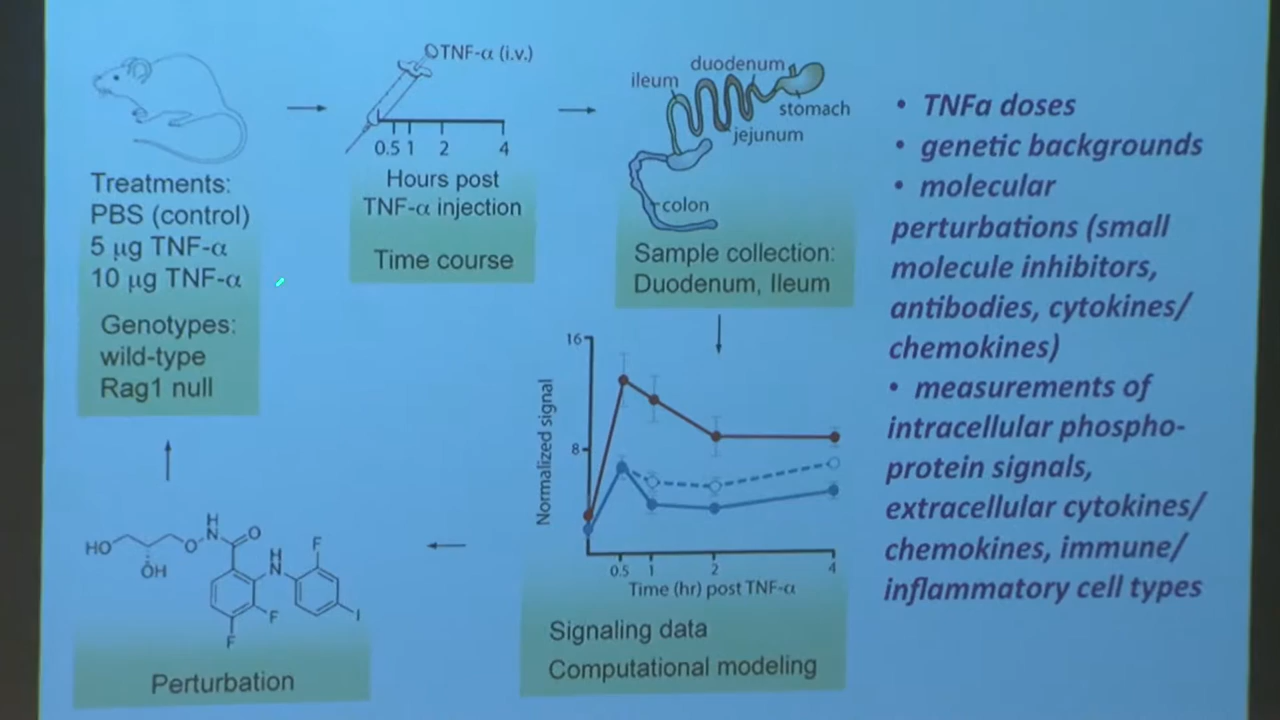 Treatments:
PBS (control)
5 µg TNF-α
10 µg TNF-α
Genotypes:
wild-type
Rag1 null
TNF-α (i.v.)
0.5 1 2 4
Hours post
TNF-α injection
Time course
duodenum
ileum
stomach
jejunum
colon
Sample collection:
Duodenum, Ileum
16
8
Normalized signal
0.5 1 2 4
Time (hr) post TNF-α
Signaling data
Computational modeling
HO
OH
O
H
N
O
H
N
F
F
F
I
Perturbation
• TNFa doses
• genetic backgrounds
• molecular
perturbations (small
molecule inhibitors,
antibodies, cytokines/
chemokines)
• measurements of
intracellular phospho-
protein signals,
extracellular cytokines/
chemokines, immune/
inflammatory cell types